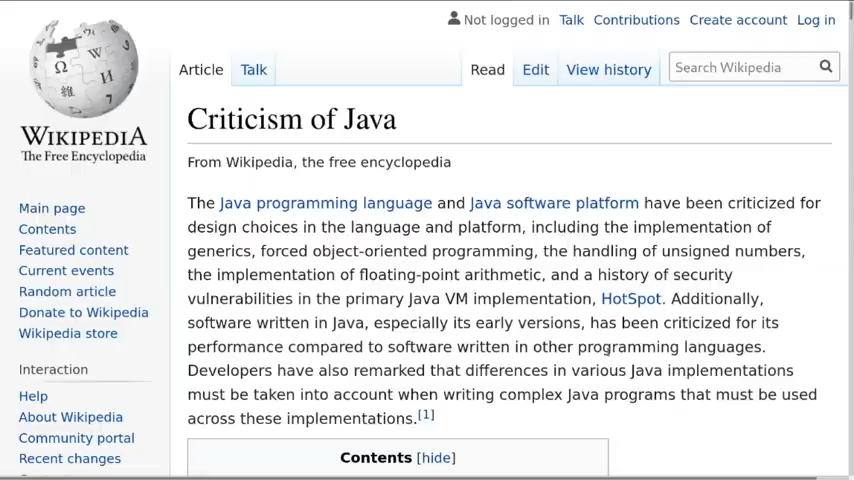 Not logged in Talk Contributions Create account Log in
Article Talk Read Edit View history Search Wikipedia
Ω W И 維
WIKIPEDIA
The Free Encyclopedia
Main page
Contents
Featured content
Current events
Random article
Donate to Wikipedia
Wikipedia store
Interaction
Help
About Wikipedia
Community portal
Recent changes
Criticism of Java
From Wikipedia, the free encyclopedia
The Java programming language and Java software platform have been criticized for
design choices in the language and platform, including the implementation of
generics, forced object-oriented programming, the handling of unsigned numbers,
the implementation of floating-point arithmetic, and a history of security
vulnerabilities in the primary Java VM implementation, HotSpot. Additionally,
software written in Java, especially its early versions, has been criticized for its
performance compared to software written in other programming languages.
Developers have also remarked that differences in various Java implementations
must be taken into account when writing complex Java programs that must be used
across these implementations.[1]
Contents [hide]